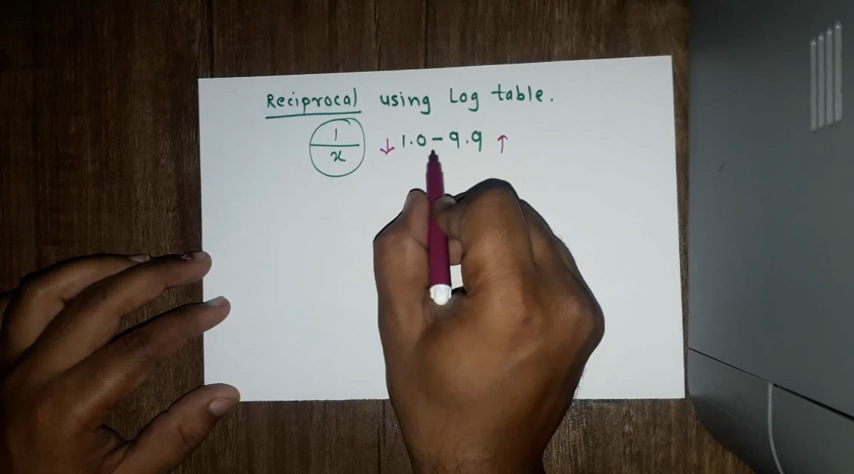 Reciprocal using Log table.
1/x ↓ 1.0-9.9 ↑